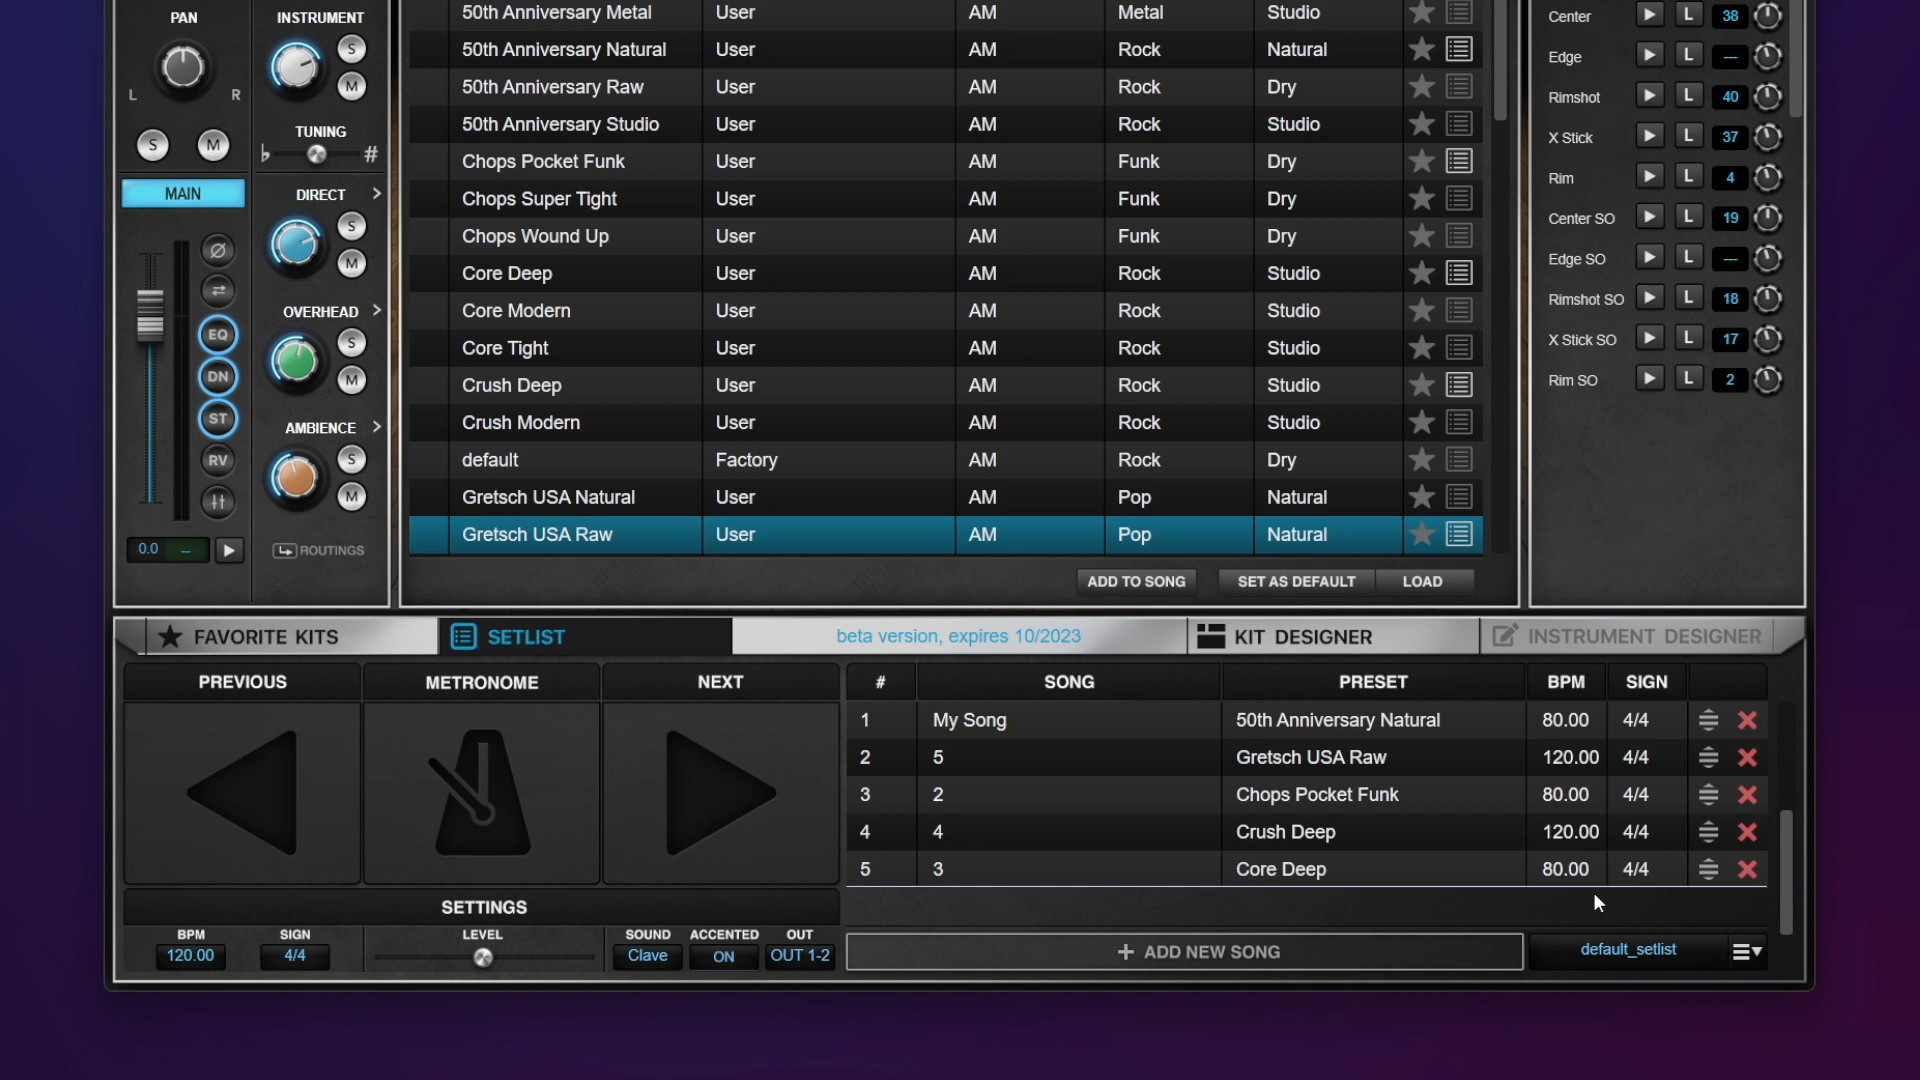 PAN
L R
S M
MAIN
EQ
DN
ST
RV
0.0 --
INSTRUMENT
S
M
TUNING
♭ #
DIRECT >
S
M
OVERHEAD >
S
M
AMBIENCE >
S
M
ROUTINGS
50th Anniversary Metal User AM Metal Studio
50th Anniversary Natural User AM Rock Natural
50th Anniversary Raw User AM Rock Dry
50th Anniversary Studio User AM Rock Studio
Chops Pocket Funk User AM Funk Dry
Chops Super Tight User AM Funk Dry
Chops Wound Up User AM Funk Dry
Core Deep User AM Rock Studio
Core Modern User AM Rock Studio
Core Tight User AM Rock Studio
Crush Deep User AM Rock Studio
Crush Modern User AM Rock Studio
default Factory AM Rock Dry
Gretsch USA Natural User AM Pop Natural
Gretsch USA Raw User AM Pop Natural
ADD TO SONG SET AS DEFAULT LOAD
Center L 38
Edge L ---
Rimshot L 40
X Stick L 37
Rim L 4
Center SO L 19
Edge SO L ---
Rimshot SO L 18
X Stick SO L 17
Rim SO L 2
FAVORITE KITS SETLIST beta version, expires 10/2023 KIT DESIGNER INSTRUMENT DESIGNER
PREVIOUS METRONOME NEXT
SETTINGS
BPM SIGN LEVEL SOUND ACCENTED OUT
120.00 4/4 Clave ON OUT 1-2
# SONG PRESET BPM SIGN
1 My Song 50th Anniversary Natural 80.00 4/4
2 5 Gretsch USA Raw 120.00 4/4
3 2 Chops Pocket Funk 80.00 4/4
4 4 Crush Deep 120.00 4/4
5 3 Core Deep 80.00 4/4
+ ADD NEW SONG default_setlist